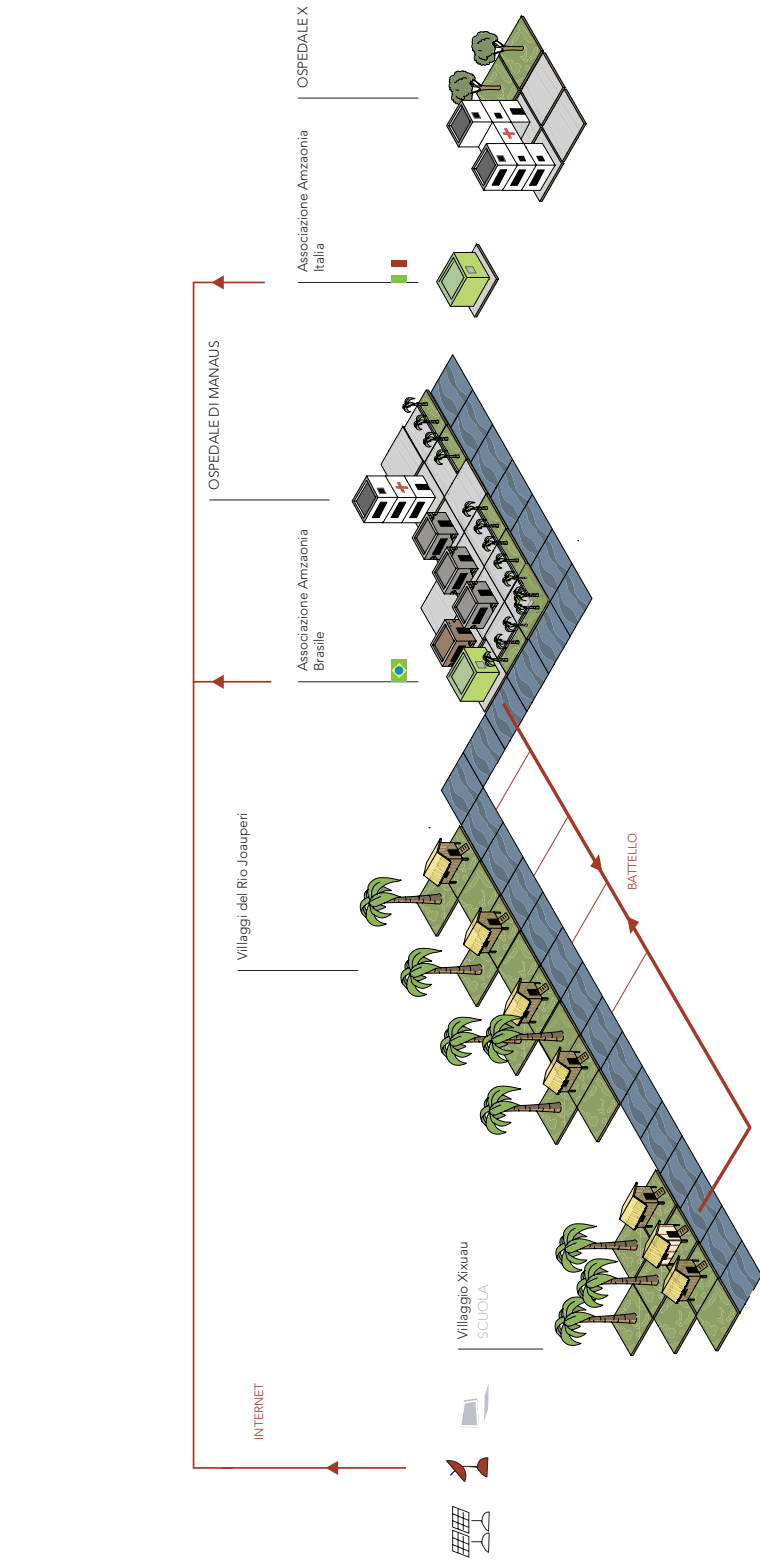 INTERNET
Villaggio Xixuau
SCUOLA
Villaggi del Rio Joauperi
BATTELLO
Associazione Amzaonia
Brasile
OSPEDALE DI MANAUS
Associazione Amzaonia
Italia
OSPEDALE X